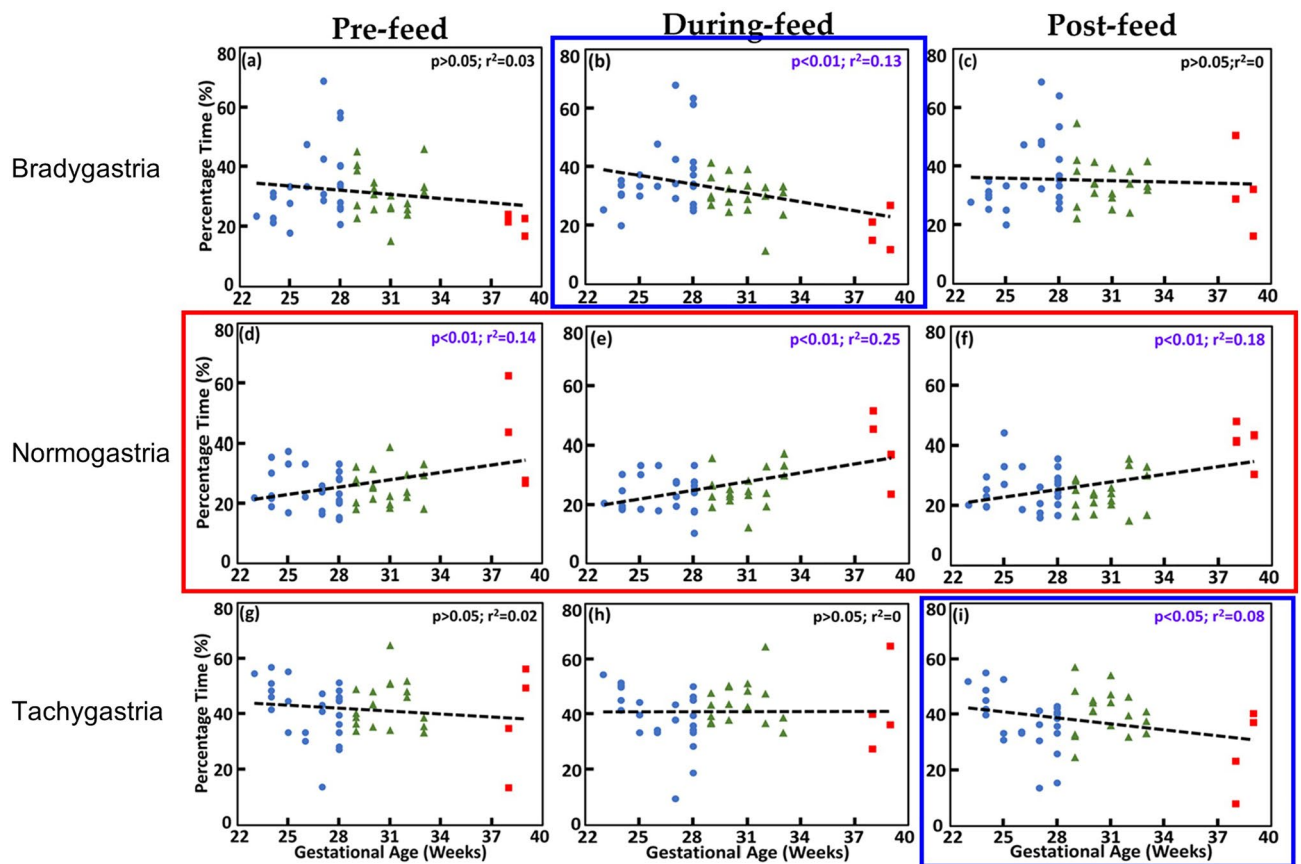 Pre-feed During-feed Post-feed
Bradygastria
Percentage Time (%)
80
60
40
20
0
(a) p>0.05; r²=0.03
22 25 28 31 34 37 40
80
60
40
20
0
(b) p<0.01; r²=0.13
22 25 28 31 34 37 40
80
60
40
20
0
(c) p>0.05;r²=0
22 25 28 31 34 37 40
Normogastria
Percentage Time (%)
80
60
40
20
0
(d) p<0.01; r²=0.14
22 25 28 31 34 37 40
80
60
40
20
0
(e) p<0.01; r²=0.25
22 25 28 31 34 37 40
80
60
40
20
0
(f) p<0.01; r²=0.18
22 25 28 31 34 37 40
Tachygastria
Percentage Time (%)
80
60
40
20
0
(g) p>0.05; r²=0.02
22 25 28 31 34 37 40
Gestational Age (Weeks)
80
60
40
20
0
(h) p>0.05; r²=0
22 25 28 31 34 37 40
Gestational Age (Weeks)
80
60
40
20
0
(i) p<0.05; r²=0.08
22 25 28 31 34 37 40
Gestational Age (Weeks)